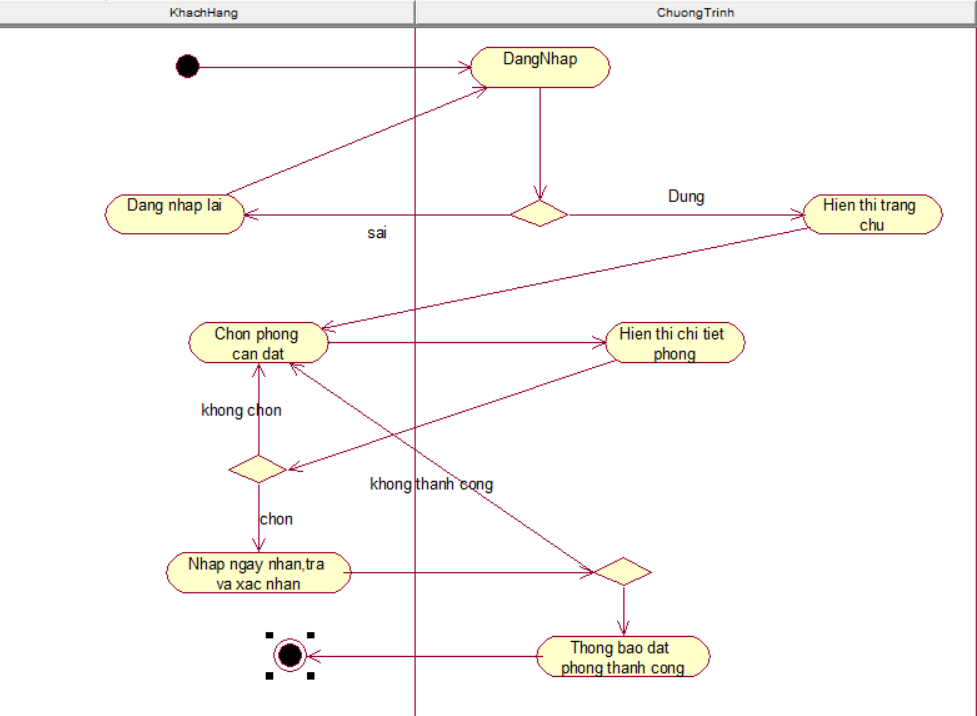 KhachHang
ChuongTrinh
DangNhap
Dang nhap lai
sai
Dung
Hien thi trang
chu
Chon phong
can dat
Hien thi chi tiet
phong
khong chon
khong thanh cong
chon
Nhap ngay nhan,tra
va xac nhan
Thong bao dat
phong thanh cong